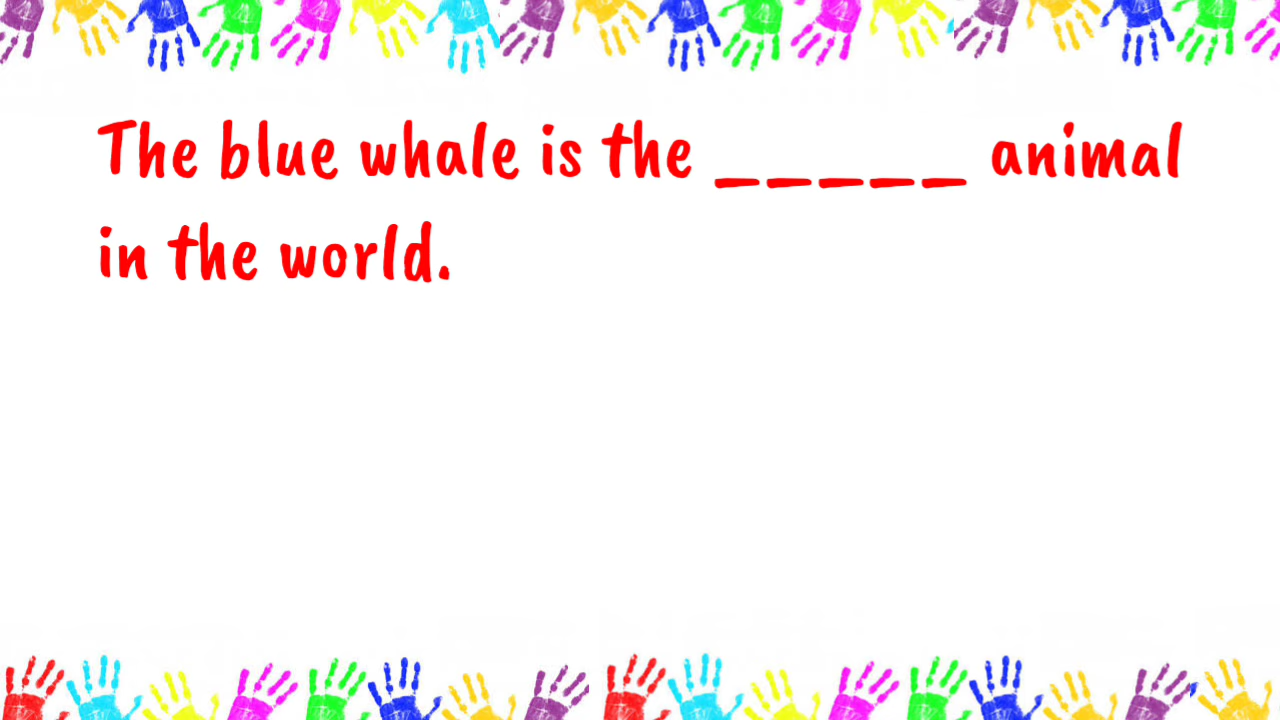 The blue whale is the _____ animal
in the world.